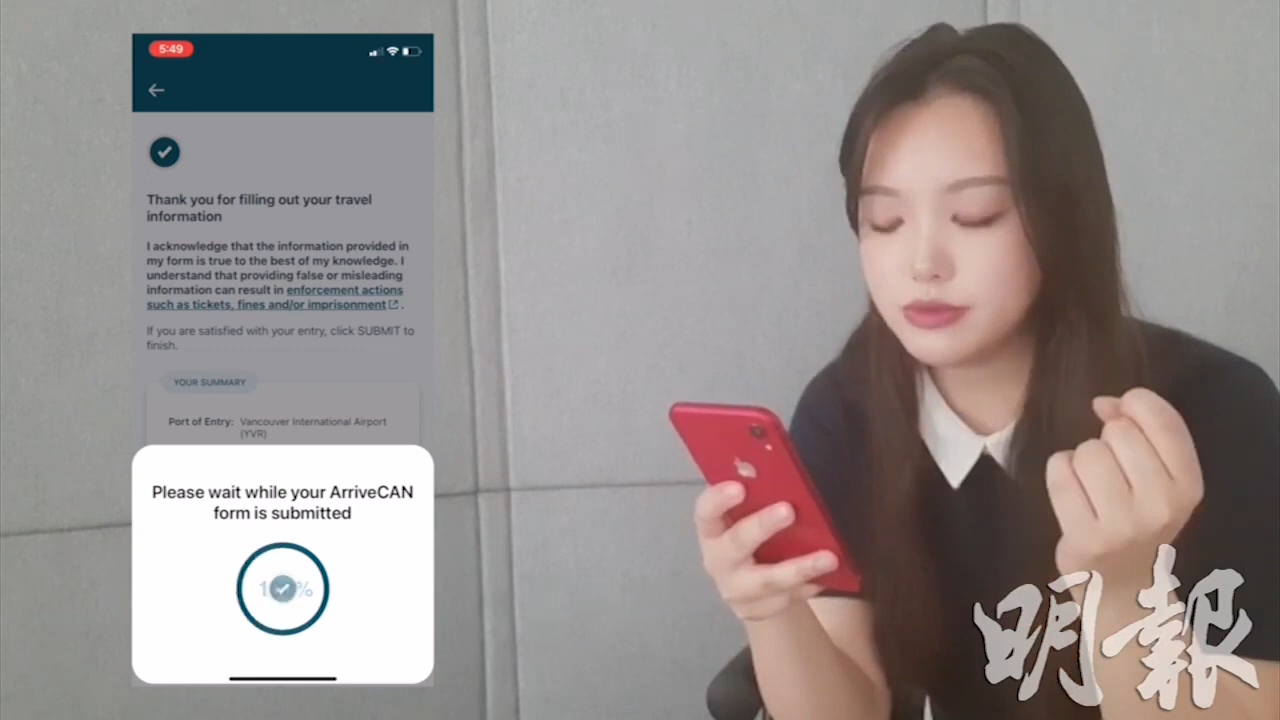 5:49
Thank you for filling out your travel
information
I acknowledge that the information provided in
my form is true to the best of my knowledge. I
understand that providing false or misleading
information can result in enforcement actions
such as tickets, fines and/or imprisonment.
If you are satisfied with your entry, click SUBMIT to
finish.
YOUR SUMMARY
Port of Entry: Vancouver International Airport
(YVR)
Please wait while your ArriveCAN
form is submitted
明報